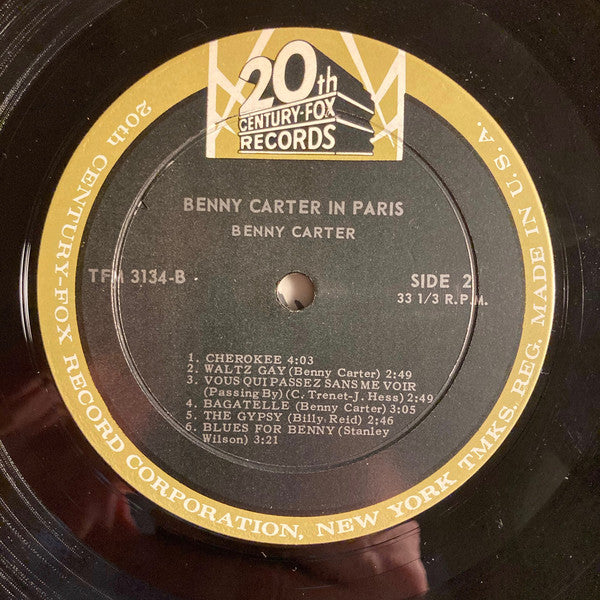 20th
CENTURY-FOX
RECORDS
BENNY CARTER IN PARIS
BENNY CARTER
TFM 3134-B
SIDE 2
33 1/3 R.P.M.
1. CHEROKEE 4:03
2. WALTZ GAY (Benny Carter) 2:49
3. VOUS QUI PASSEZ SANS ME VOIR
(Passing By) (C. Trenet-J. Hess) 2:49
4. BAGATELLE (Benny Carter) 3:05
5. THE GYPSY (Billy Reid) 2:46
6. BLUES FOR BENNY (Stanley
Wilson) 3:21
20th CENTURY-FOX RECORD CORPORATION, NEW YORK TMKS. REG. MADE IN U.S.A.